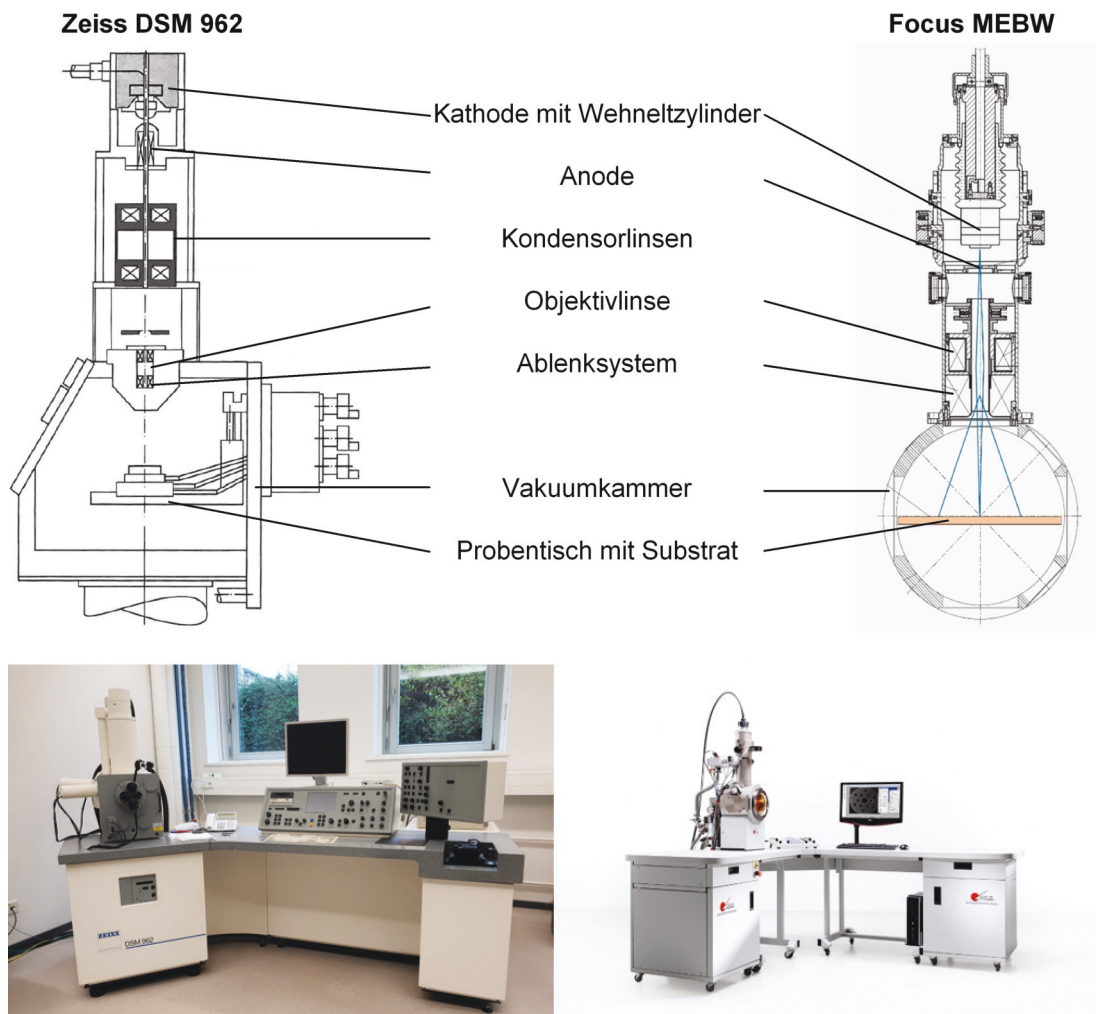 Zeiss DSM 962
Focus MEBW
Kathode mit Wehneltzylinder
Anode
Kondensorlinsen
Objektivlinse
Ablenksystem
Vakuumkammer
Probentisch mit Substrat
ZEISS
DSM 962